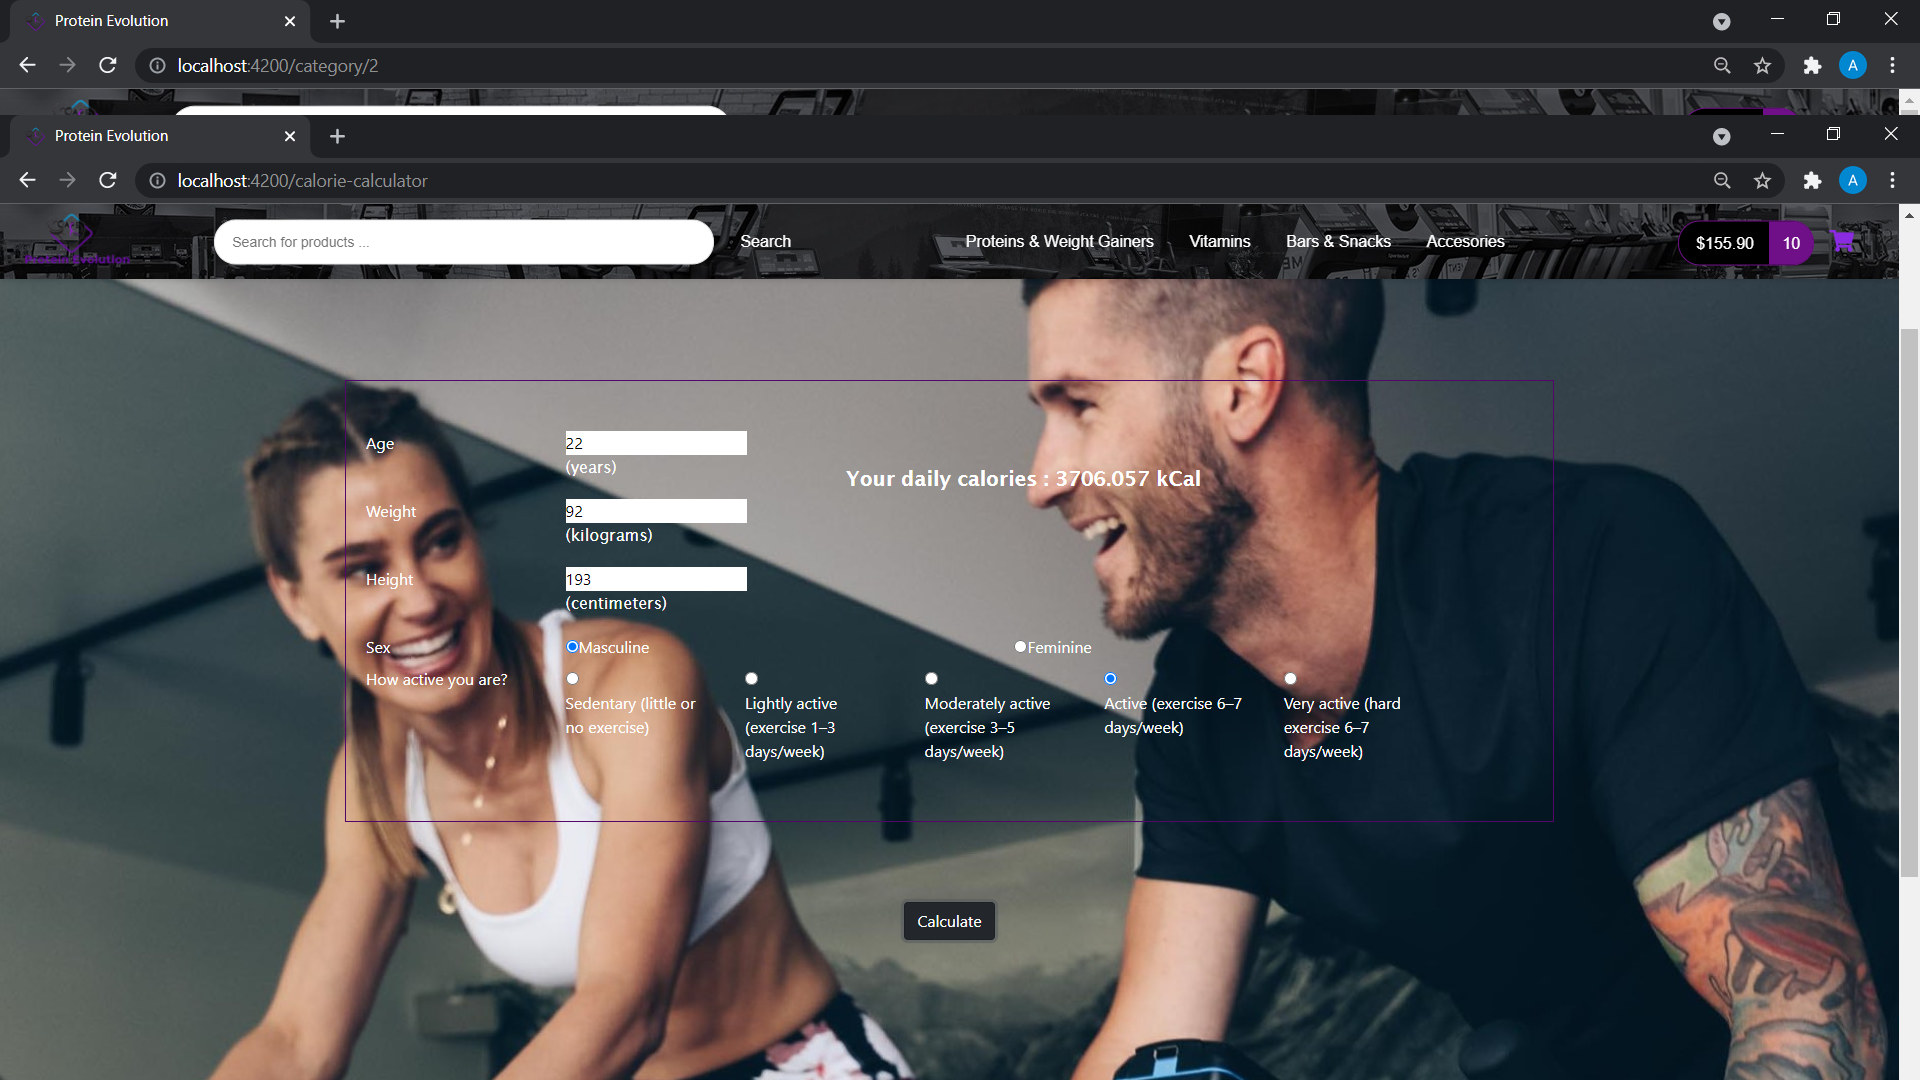 Protein Evolution
localhost:4200/category/2
A
Protein Evolution
localhost:4200/calorie-calculator
A
Protein Evolution
Search for products ...
Search
Proteins & Weight Gainers
Vitamins
Bars & Snacks
Accesories
$155.90
10
Age
22
(years)
Your daily calories : 3706.057 kCal
Weight
92
(kilograms)
Height
193
(centimeters)
Sex
Masculine
Feminine
How active you are?
Sedentary (little or
no exercise)
Lightly active
(exercise 1–3
days/week)
Moderately active
(exercise 3–5
days/week)
Active (exercise 6–7
days/week)
Very active (hard
exercise 6–7
days/week)
Calculate